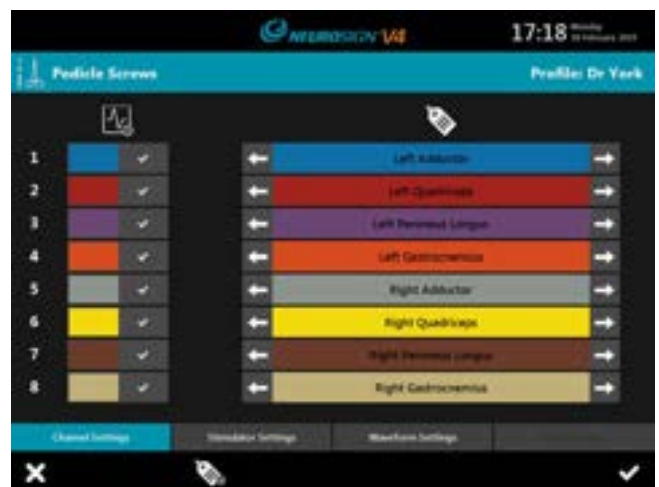 NEUROSIGN V4
17:18
Pedicle Screws
Profile: Dr York
1
Left Adductor
2
Left Quadriceps
3
Left Peroneus Longus
4
Left Gastrocnemius
5
Right Adductor
6
Right Quadriceps
7
Right Peroneus Longus
8
Right Gastrocnemius
Channel Settings
Stimulator Settings
Waveform Settings